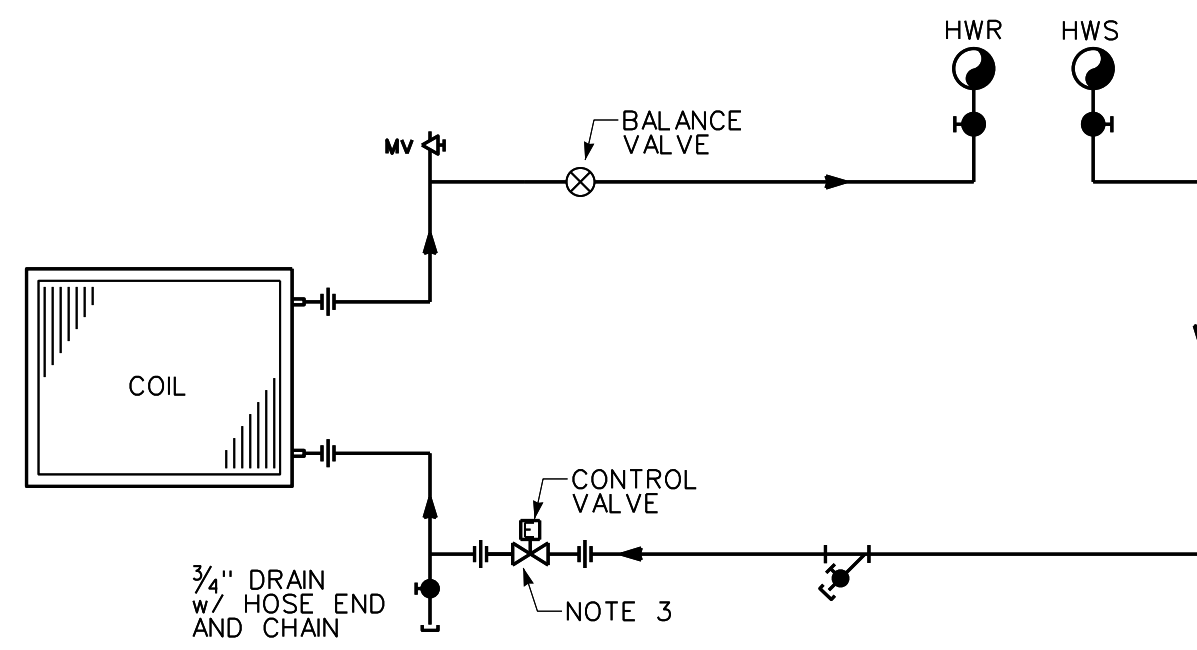 HWR HWS
BALANCE
VALVE
MV
COIL
CONTROL
VALVE
E
3/4" DRAIN
w/ HOSE END
AND CHAIN
NOTE 3